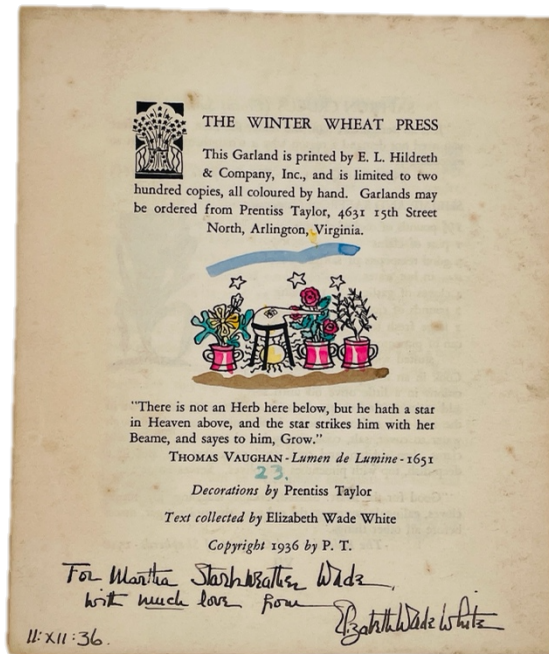 THE WINTER WHEAT PRESS
This Garland is printed by E. L. Hildreth
& Company, Inc., and is limited to two
hundred copies, all coloured by hand. Garlands may
be ordered from Prentiss Taylor, 4631 15th Street
North, Arlington, Virginia.
"There is not an Herb here below, but he hath a star
in Heaven above, and the star strikes him with her
Beame, and sayes to him, Grow."
THOMAS VAUGHAN - Lumen de Lumine - 1651
23.
Decorations by Prentiss Taylor
Text collected by Elizabeth Wade White
Copyright 1936 by P. T.
For Martha Starkweather Wade,
with much love from
Elizabeth Wade White
11:XII:36.